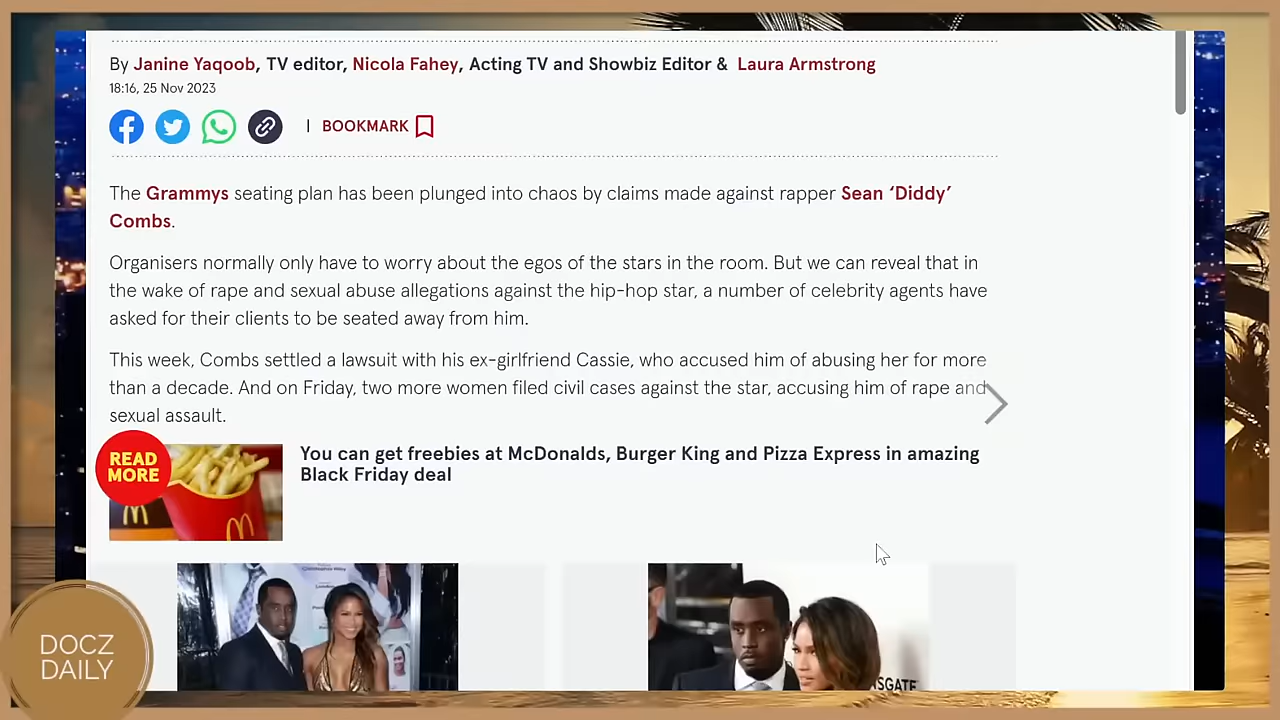 By Janine Yaqoob, TV editor, Nicola Fahey, Acting TV and Showbiz Editor & Laura Armstrong
18:16, 25 Nov 2023
| BOOKMARK
The Grammys seating plan has been plunged into chaos by claims made against rapper Sean ‘Diddy’
Combs.
Organisers normally only have to worry about the egos of the stars in the room. But we can reveal that in
the wake of rape and sexual abuse allegations against the hip-hop star, a number of celebrity agents have
asked for their clients to be seated away from him.
This week, Combs settled a lawsuit with his ex-girlfriend Cassie, who accused him of abusing her for more
than a decade. And on Friday, two more women filed civil cases against the star, accusing him of rape and
sexual assault.
READ
MORE
You can get freebies at McDonalds, Burger King and Pizza Express in amazing
Black Friday deal
DOCZ
DAILY